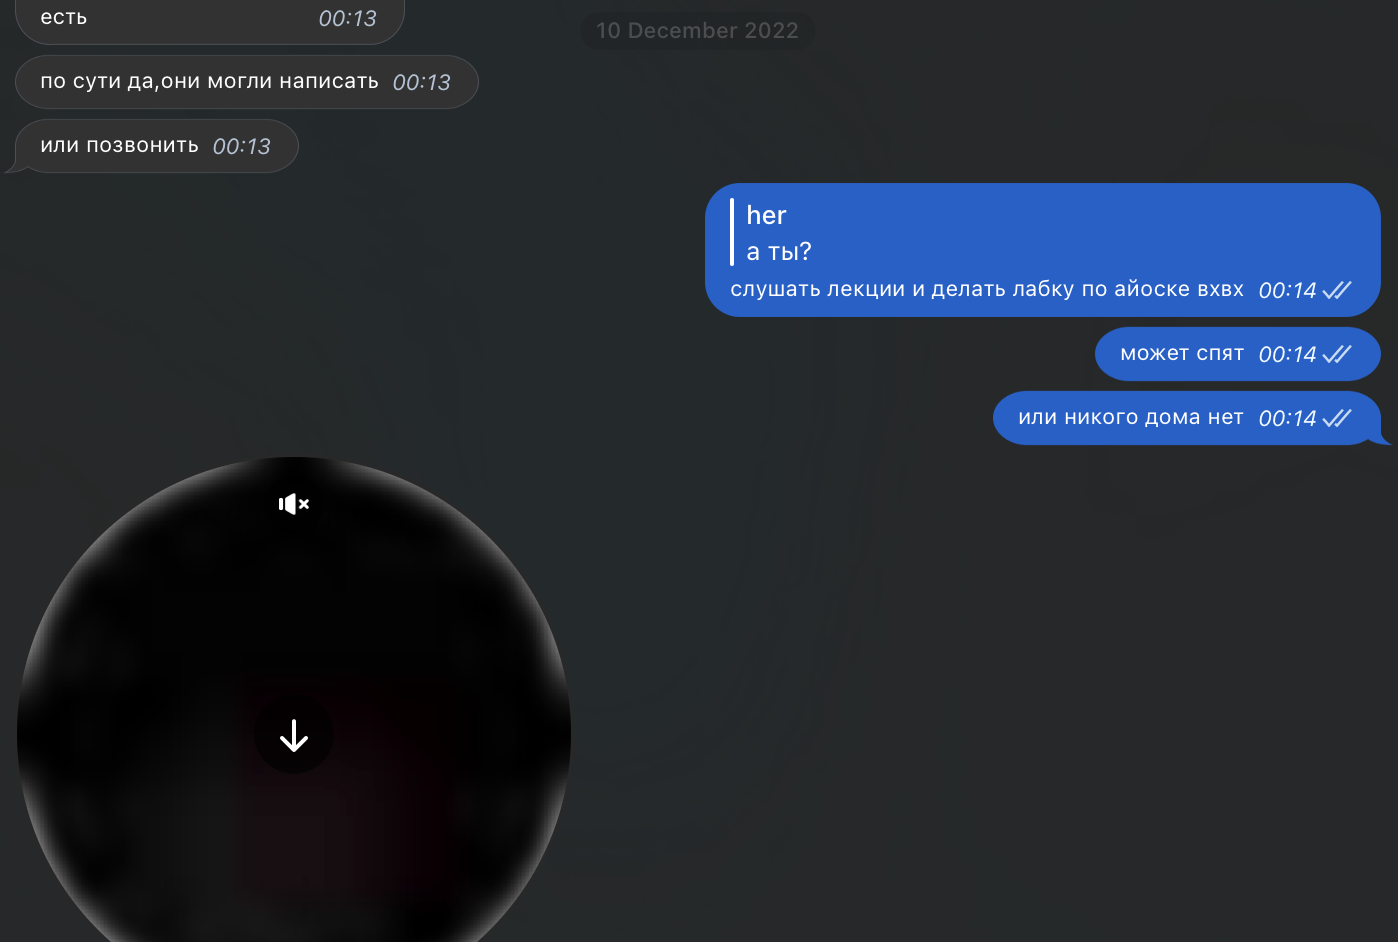 есть 00:13
10 December 2022
по сути да,они могли написать 00:13
или позвонить 00:13
her
а ты?
слушать лекции и делать лабку по айоске вхвх 00:14
может спят 00:14
или никого дома нет 00:14